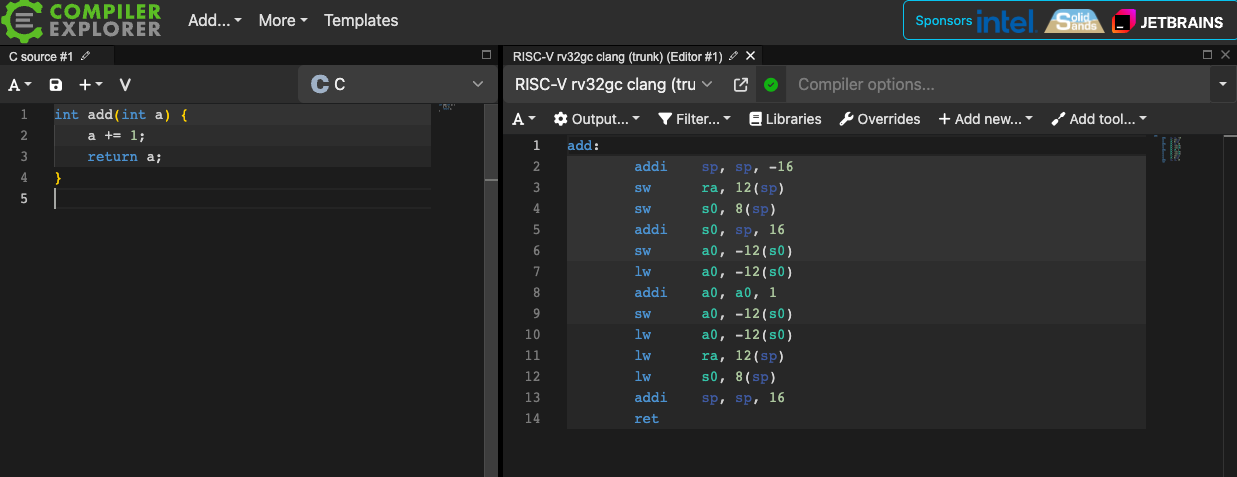 COMPILER
EXPLORER
Add...
More
Templates
Sponsors
intel
Solid Sands
JETBRAINS
C source #1
A
+
V
C
C
1 int add(int a) {
2 a += 1;
3 return a;
4 }
5
RISC-V rv32gc clang (trunk) (Editor #1)
RISC-V rv32gc clang (tru
Compiler options...
A
Output...
Filter...
Libraries
Overrides
+ Add new...
Add tool...
1 add:
2 addi sp, sp, -16
3 sw ra, 12(sp)
4 sw s0, 8(sp)
5 addi s0, sp, 16
6 sw a0, -12(s0)
7 lw a0, -12(s0)
8 addi a0, a0, 1
9 sw a0, -12(s0)
10 lw a0, -12(s0)
11 lw ra, 12(sp)
12 lw s0, 8(sp)
13 addi sp, sp, 16
14 ret